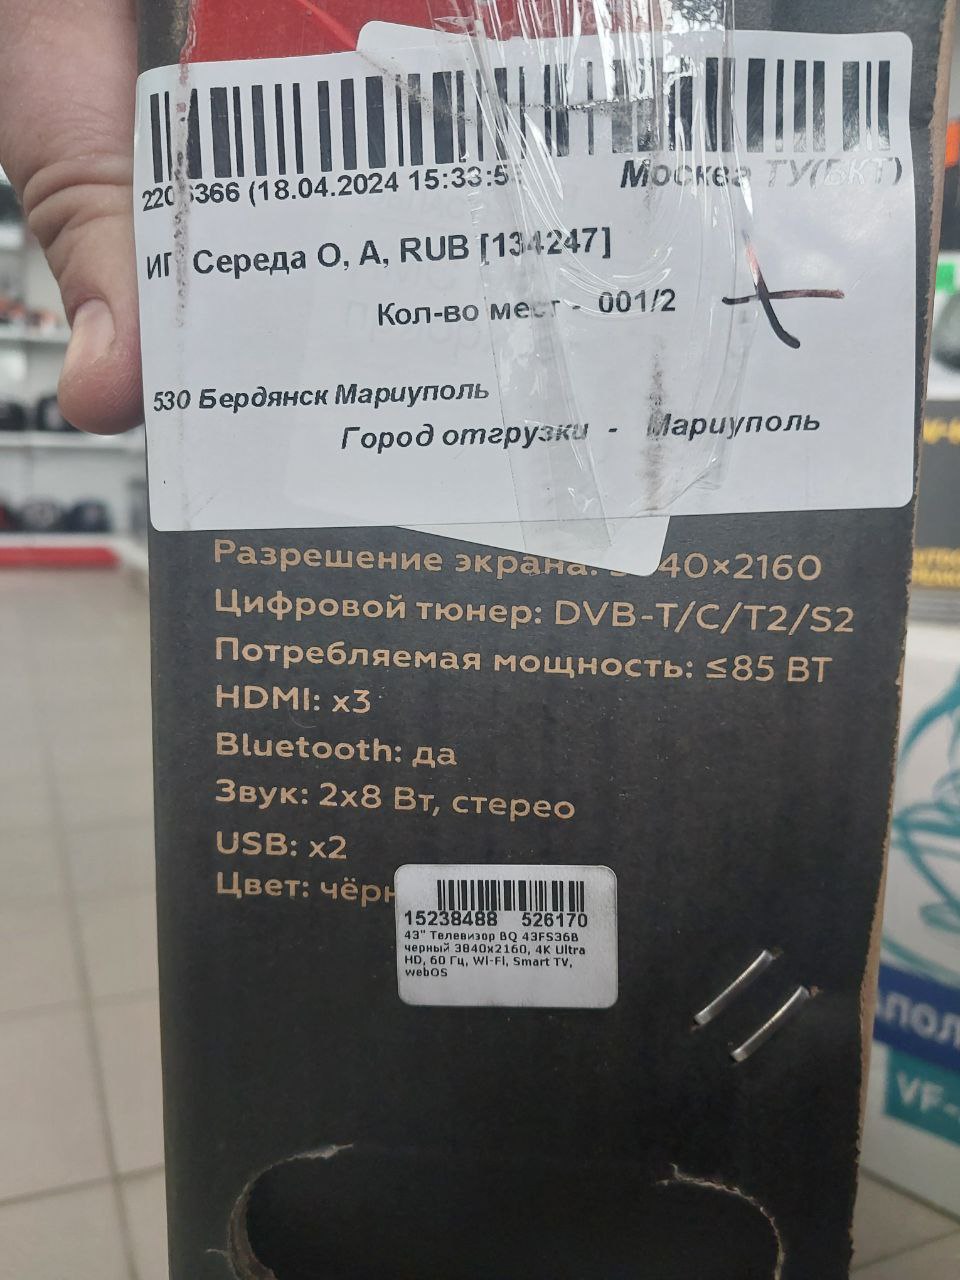 (18.04.2024 15:33:5
Москва ТУ(БКТ)
Середа О, А, RUB [134247]
Кол-во мест - 001/2
530 Бердянск Мариуполь
Город отгрузки - Мариуполь
Разрешение экрана: 40×2160
Цифровой тюнер: DVB-T/C/T2/S2
Потребляемая мощность: ≤85 ВТ
HDMI: x3
Bluetooth: да
Звук: 2x8 Вт, стерео
USB: x2
Цвет: чёрн
15238488 526170
43" Телевизор BQ 43FS36B
черный 3840x2160, 4K Ultra
HD, 60 Гц, Wi-Fi, Smart TV,
webOS
VF-